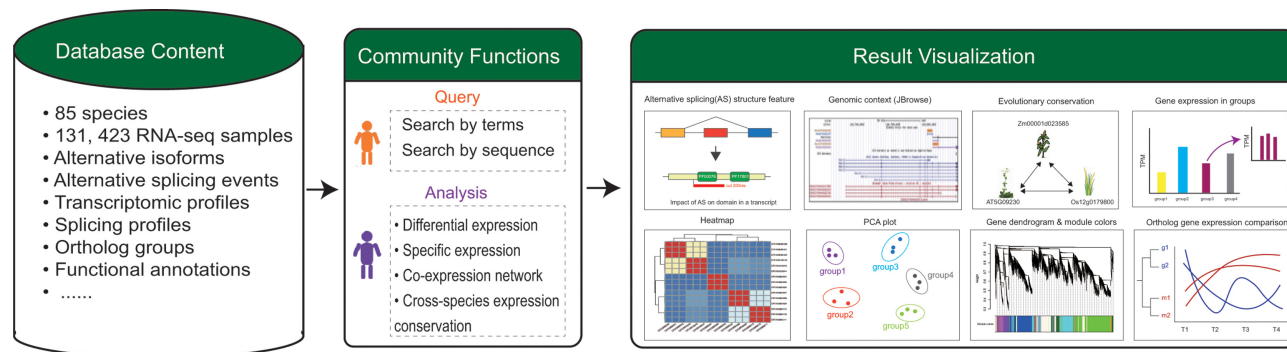 Database Content
• 85 species
• 131, 423 RNA-seq samples
• Alternative isoforms
• Alternative splicing events
• Transcriptomic profiles
• Splicing profiles
• Ortholog groups
• Functional annotations
• ......
Community Functions
Query
Search by terms
Search by sequence
Analysis
• Differential expression
• Specific expression
• Co-expression network
• Cross-species expression
conservation
Result Visualization
Alternative splicing(AS) structure feature
Impact of AS on domain in a transcript
Genomic context (JBrowse)
Evolutionary conservation
Zm00001d023585
AT5G09230
Os12g0179800
Gene expression in groups
TPM
TPM
group1 group2 group3 group4
Heatmap
PCA plot
group1
group3
group4
group2
group5
Gene dendrogram & module colors
Ortholog gene expression comparison
g1
g2
m1
m2
T1 T2 T3 T4